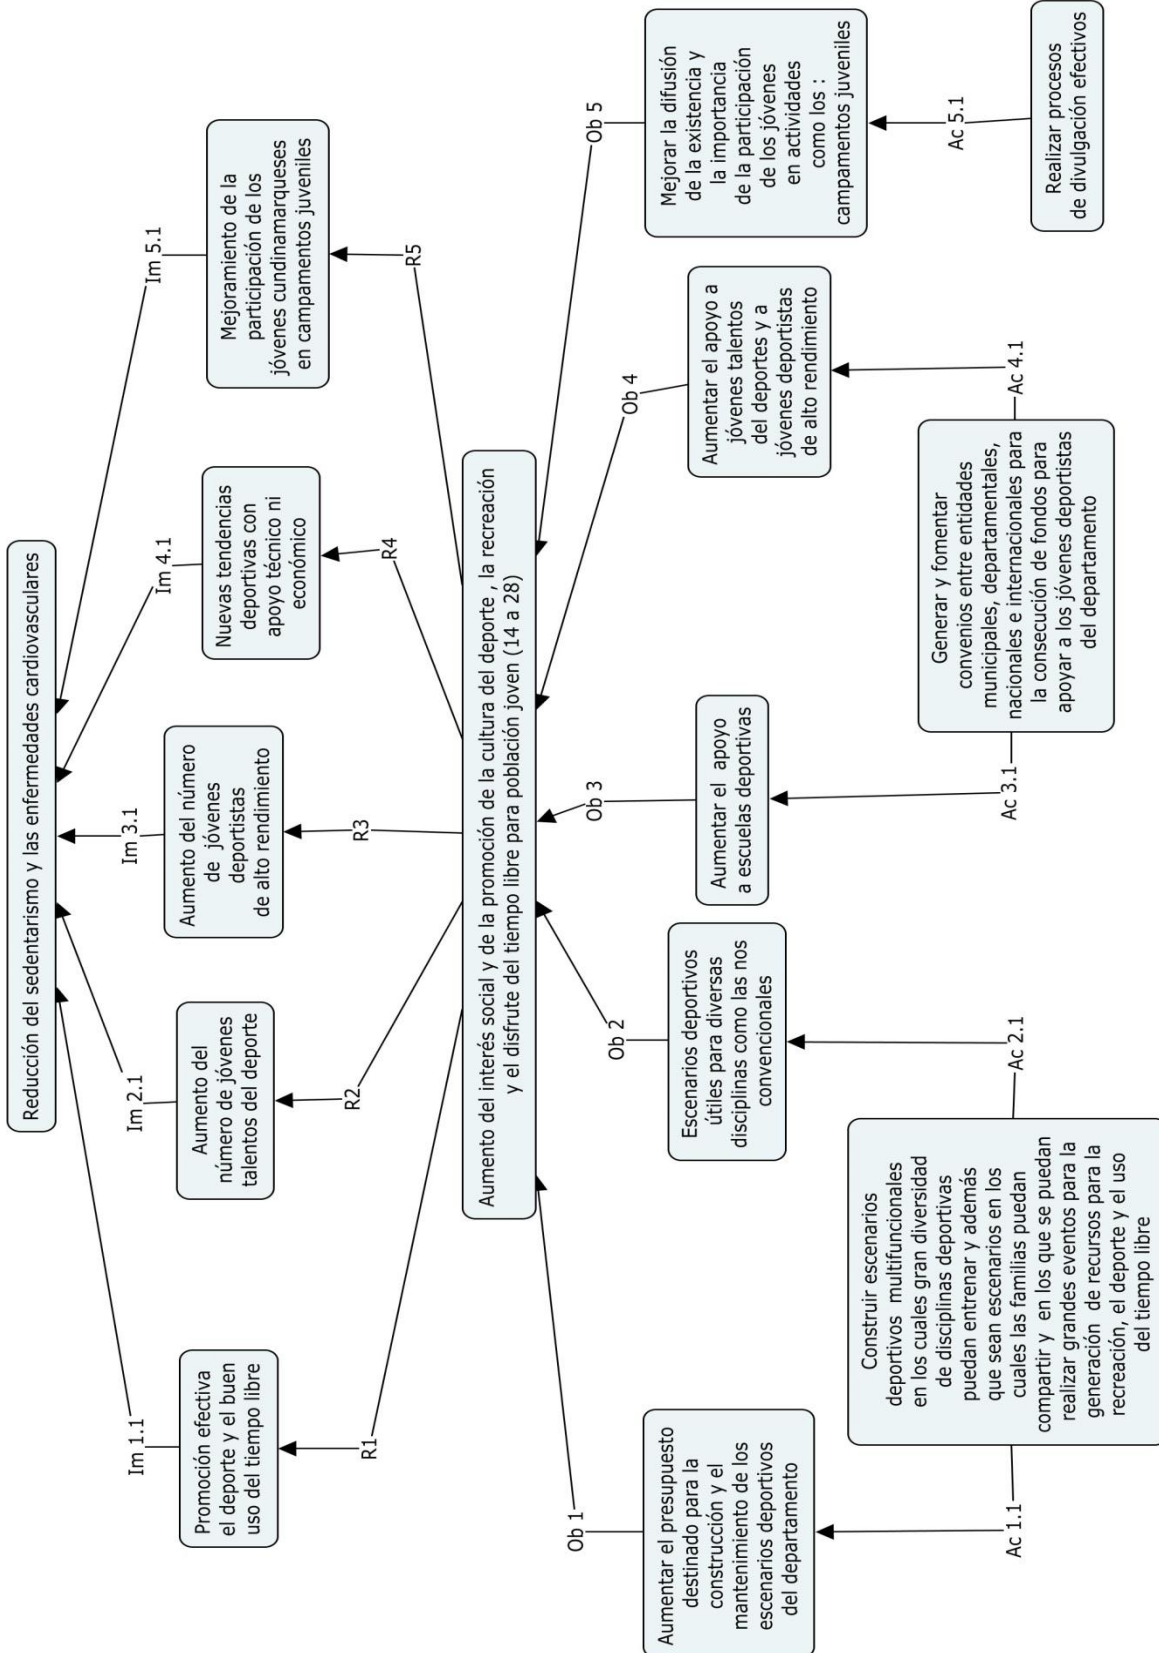 Reducción del sedentarismo y las enfermedades cardiovasculares
Im 1.1
Im 2.1
Im 3.1
Im 4.1
Im 5.1
Promoción efectiva
el deporte y el buen
uso del tiempo libre
Aumento del
número de jóvenes
talentos del deporte
Aumento del número
de jóvenes
deportistas
de alto rendimiento
Nuevas tendencias
deportivas con
apoyo técnico ni
económico
Mejoramiento de la
participación de los
jóvenes cundinamarqueses
en campamentos juveniles
R1
R2
R3
R4
R5
Aumento del interés social y de la promoción de la cultura del deporte , la recreación
y el disfrute del tiempo libre para población joven (14 a 28)
Ob 1
Ob 2
Ob 3
Ob 4
Ob 5
Aumentar el presupuesto
destinado para la
construcción y el
mantenimiento de los
escenarios deportivos
del departamento
Escenarios deportivos
útiles para diversas
disciplinas como las nos
convencionales
Aumentar el apoyo
a escuelas deportivas
Aumentar el apoyo a
jóvenes talentos
del deportes y a
jóvenes deportistas
de alto rendimiento
Mejorar la difusión
de la existencia y
la importancia
de la participación
de los jóvenes
en actividades
como los :
campamentos juveniles
Ac 1.1
Ac 2.1
Ac 3.1
Ac 4.1
Ac 5.1
Construir escenarios
deportivos multifuncionales
en los cuales gran diversidad
de disciplinas deportivas
puedan entrenar y además
que sean escenarios en los
cuales las familias puedan
compartir y en los que se puedan
realizar grandes eventos para la
generación de recursos para la
recreación, el deporte y el uso
del tiempo libre
Generar y fomentar
convenios entre entidades
municipales, departamentales,
nacionales e internacionales para
la consecución de fondos para
apoyar a los jóvenes deportistas
del departamento
Realizar procesos
de divulgación efectivos